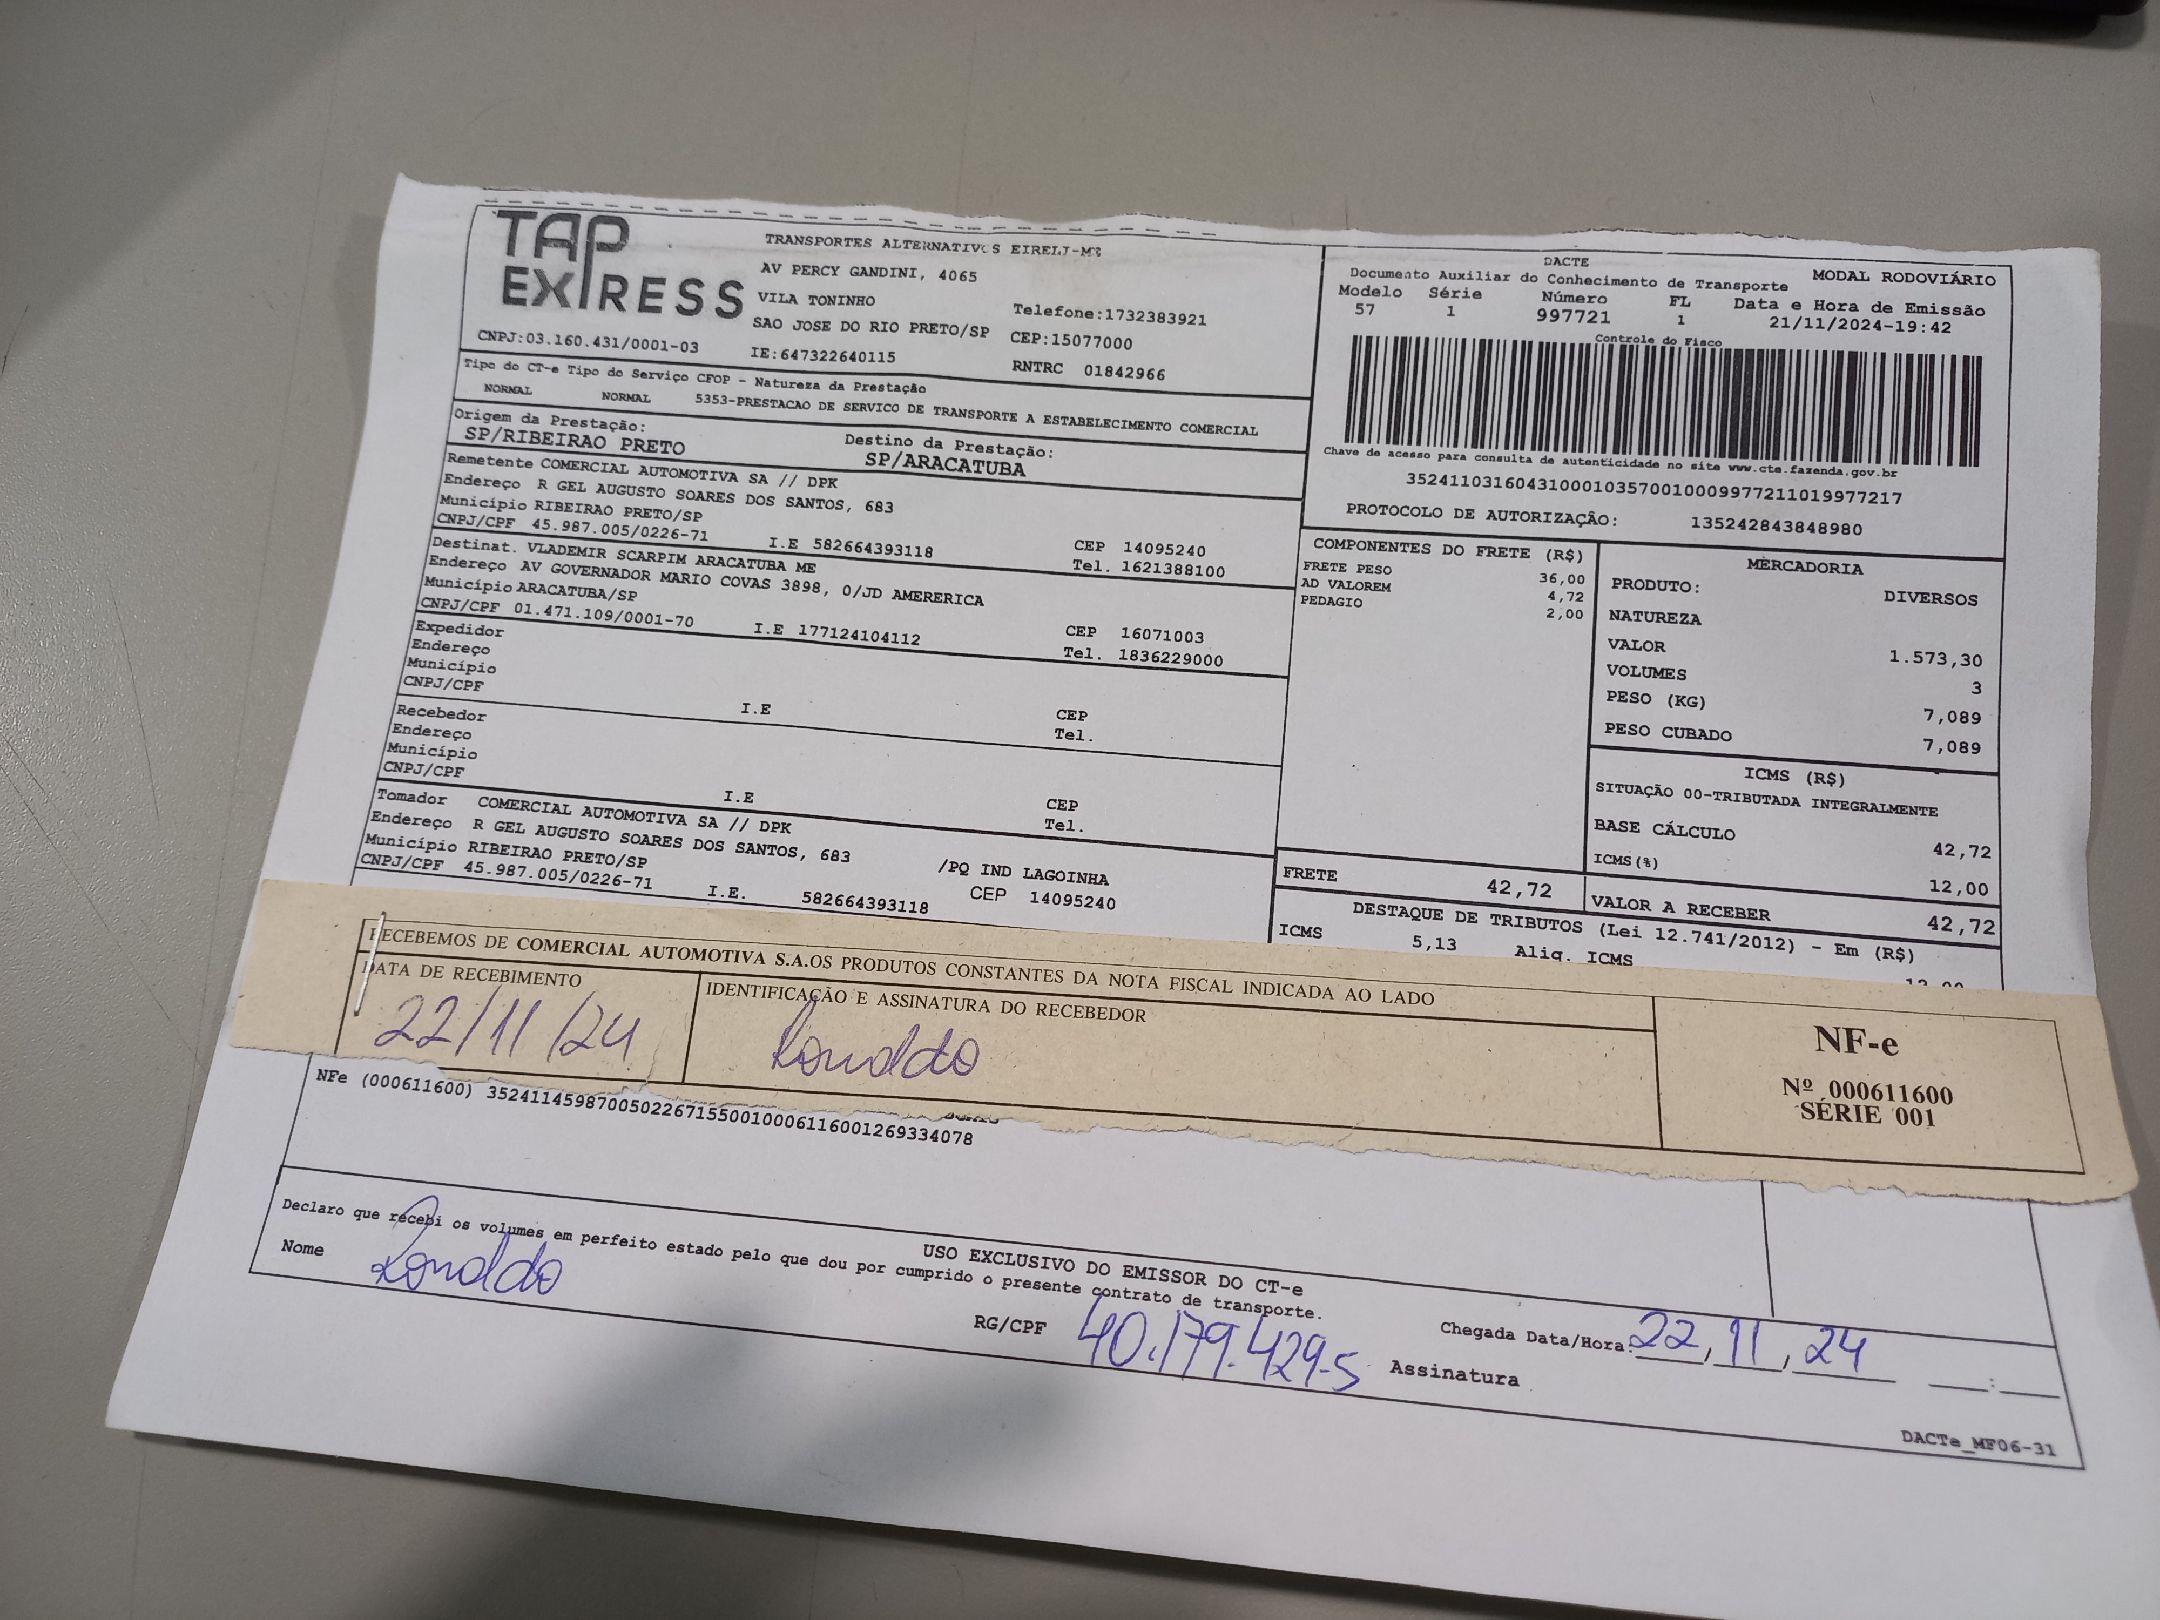 TAP
EXPRESS
TRANSPORTES ALTERNATIVOS EIRELI-ME
AV PERCY GANDINI, 4065
VILA TONINHO
SAO JOSE DO RIO PRETO/SP
Telefone:1732383921
CEP:15077000
CNPJ:03.160.431/0001-03
IE:647322640115
RNTRC 01842966
DACTE
Documento Auxiliar do Conhecimento de Transporte
MODAL RODOVIÁRIO
Modelo Série Número FL Data e Hora de Emissão
57 1 997721 1 21/11/2024-19:42
Controle do Fisco
Chave de acesso para consulta de autenticidade no site www.cte.fazenda.gov.br
35241103160431000103570010009977211019977217
PROTOCOLO DE AUTORIZAÇÃO: 135242843848980
Tipo do CT-e Tipo do Serviço CFOP - Natureza da Prestação
NORMAL NORMAL 5353-PRESTACAO DE SERVICO DE TRANSPORTE A ESTABELECIMENTO COMERCIAL
Origem da Prestação: Destino da Prestação:
SP/RIBEIRAO PRETO SP/ARACATUBA
Remetente COMERCIAL AUTOMOTIVA SA // DPK
Endereço R GEL AUGUSTO SOARES DOS SANTOS, 683
Município RIBEIRAO PRETO/SP CEP 14095240
CNPJ/CPF 45.987.005/0226-71 I.E 582664393118 Tel. 1621388100
Destinat. VLADEMIR SCARPIM ARACATUBA ME
Endereço AV GOVERNADOR MARIO COVAS 3898, 0/JD AMERERICA
Município ARACATUBA/SP CEP 16071003
CNPJ/CPF 01.471.109/0001-70 I.E 177124104112 Tel. 1836229000
Expedidor
Endereço
Município CEP
CNPJ/CPF I.E Tel.
Recebedor
Endereço
Município CEP
CNPJ/CPF I.E Tel.
Tomador COMERCIAL AUTOMOTIVA SA // DPK
Endereço R GEL AUGUSTO SOARES DOS SANTOS, 683 /PQ IND LAGOINHA
Município RIBEIRAO PRETO/SP CEP 14095240
CNPJ/CPF 45.987.005/0226-71 I.E. 582664393118
COMPONENTES DO FRETE (R$)
FRETE PESO 36,00
AD VALOREM 4,72
PEDAGIO 2,00
MERCADORIA
PRODUTO: DIVERSOS
NATUREZA
VALOR 1.573,30
VOLUMES 3
PESO (KG) 7,089
PESO CUBADO 7,089
ICMS (R$)
SITUAÇÃO 00-TRIBUTADA INTEGRALMENTE
BASE CÁLCULO 42,72
ICMS(%) 12,00
FRETE 42,72
VALOR A RECEBER 42,72
DESTAQUE DE TRIBUTOS (Lei 12.741/2012) - Em (R$)
ICMS 5,13 Aliq. ICMS 12,00
RECEBEMOS DE COMERCIAL AUTOMOTIVA S.A.OS PRODUTOS CONSTANTES DA NOTA FISCAL INDICADA AO LADO
DATA DE RECEBIMENTO
22/11/24
IDENTIFICAÇÃO E ASSINATURA DO RECEBEDOR
Ronaldo
NF-e
Nº 000611600
SÉRIE 001
NFe (000611600) 35241145987005022671550010006116001269334078
USO EXCLUSIVO DO EMISSOR DO CT-e
Declaro que recebi os volumes em perfeito estado pelo que dou por cumprido o presente contrato de transporte.
Nome Ronaldo
RG/CPF 40.179.429-5
Chegada Data/Hora: 22, 11, 24
Assinatura
DACTe_MF06-31